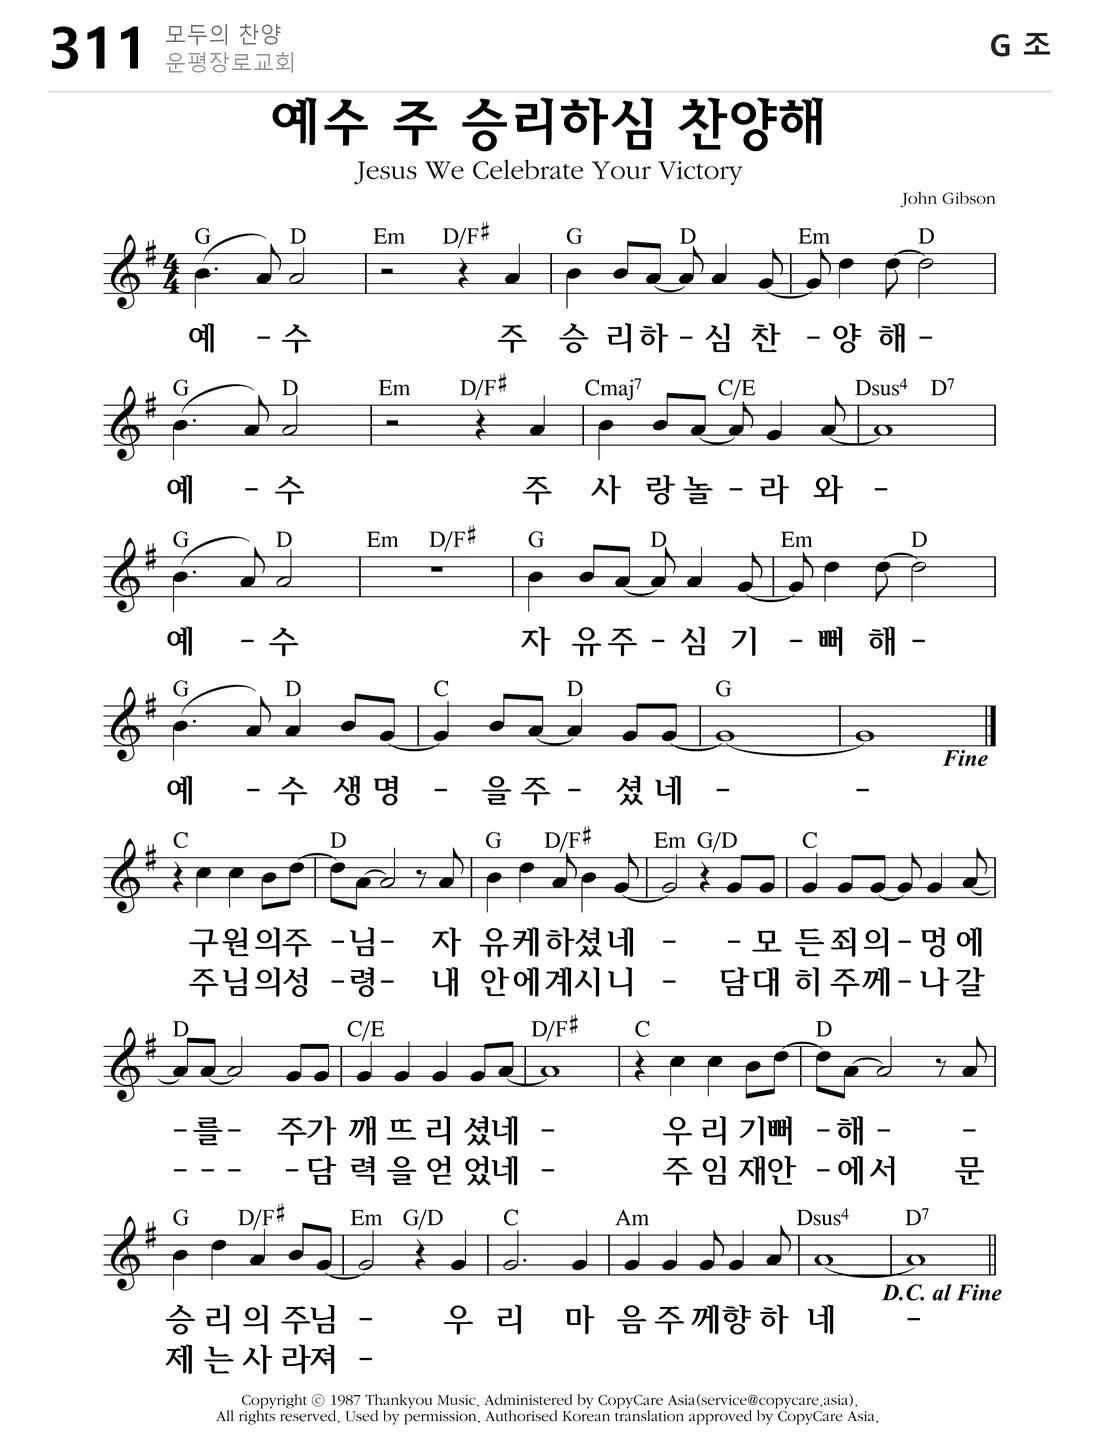 311 모두의 찬양
운평장로교회
G 조
예수 주 승리하심 찬양해
Jesus We Celebrate Your Victory
John Gibson
G D Em D/F# G D Em D
예 - 수 주 승 리하 - 심 찬 - 양 해 -
G D Em D/F# Cmaj7 C/E Dsus4 D7
예 - 수 주 사 랑놀 - 라 와 -
G D Em D/F# G D Em D
예 - 수 자 유주 - 심 기 - 뻐 해 -
G D C D G
Fine
예 - 수 생 명 - 을 주 - 셨 네 - -
C D G D/F# Em G/D C
구원의주 -님- 자 유케하셨네 - -모 든죄의-멍에
주님의성 -령- 내 안에계시니 - 담대 히주께-나갈
D C/E D/F# C D
-를- 주가 깨 뜨 리 셨네 - 우 리 기뻐 -해- -
--- -담 력 을 얻 었네 - 주 임 재안 -에서 문
G D/F# Em G/D C Am Dsus4 D7
D.C. al Fine
승 리 의 주님 - 우 리 마 음 주 께향 하 네 -
제 는 사 라져 -
Copyright ⓒ 1987 Thankyou Music. Administered by CopyCare Asia(service@copycare.asia).
All rights reserved. Used by permission. Authorised Korean translation approved by CopyCare Asia.